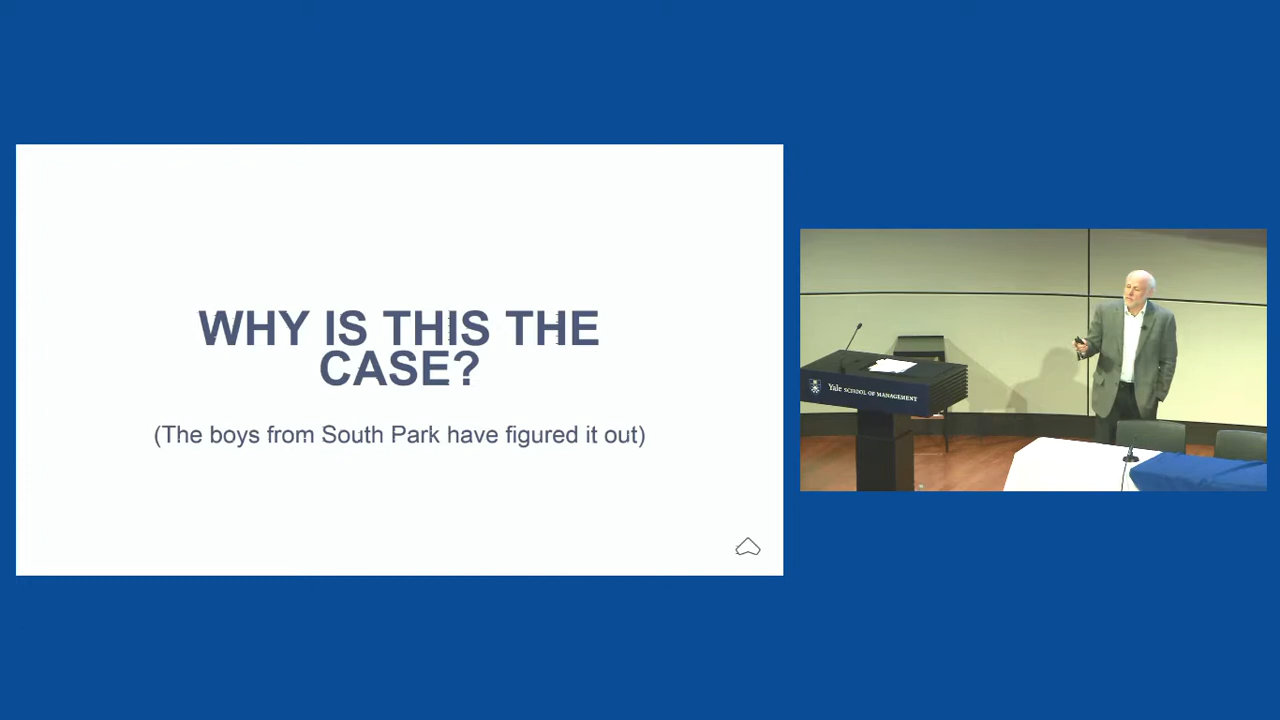 WHY IS THIS THE
CASE?
(The boys from South Park have figured it out)
Yale SCHOOL OF MANAGEMENT